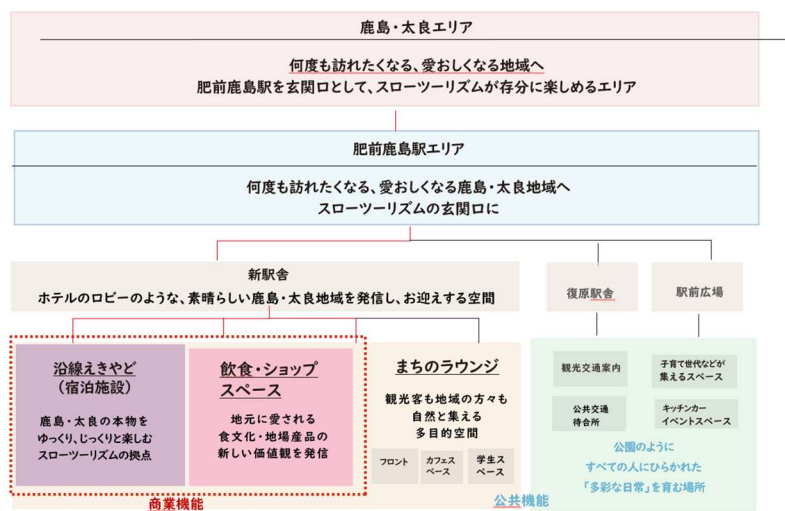 鹿島・太良エリア
何度も訪れたくなる、愛おしくなる地域へ
肥前鹿島駅を玄関口として、スローツーリズムが存分に楽しめるエリア
肥前鹿島駅エリア
何度も訪れたくなる、愛おしくなる鹿島・太良地域へ
スローツーリズムの玄関口に
新駅舎
ホテルのロビーのような、素晴らしい鹿島・太良地域を発信し、お迎えする空間
復原駅舎
駅前広場
沿線えきやど
（宿泊施設）
鹿島・太良の本物を
ゆっくり、じっくりと楽しむ
スローツーリズムの拠点
飲食・ショップ
スペース
地元に愛される
食文化・地場産品の
新しい価値観を発信
まちのラウンジ
観光客も地域の方々も
自然と集える
多目的空間
フロント
カフェス
ペース
学生ス
ペース
観光交通案内
子育て世代などが
集えるスペース
公共交通
待合所
キッチンカー
イベントスペース
公園のように
すべての人にひらかれた
「多彩な日常」を育む場所
商業機能
公共機能